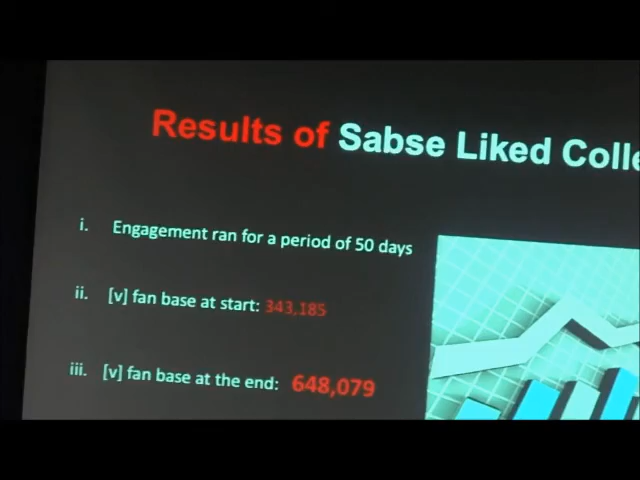 Results of Sabse Liked Colle
i. Engagement ran for a period of 50 days
ii. [v] fan base at start: 343,185
iii. [v] fan base at the end: 648,079